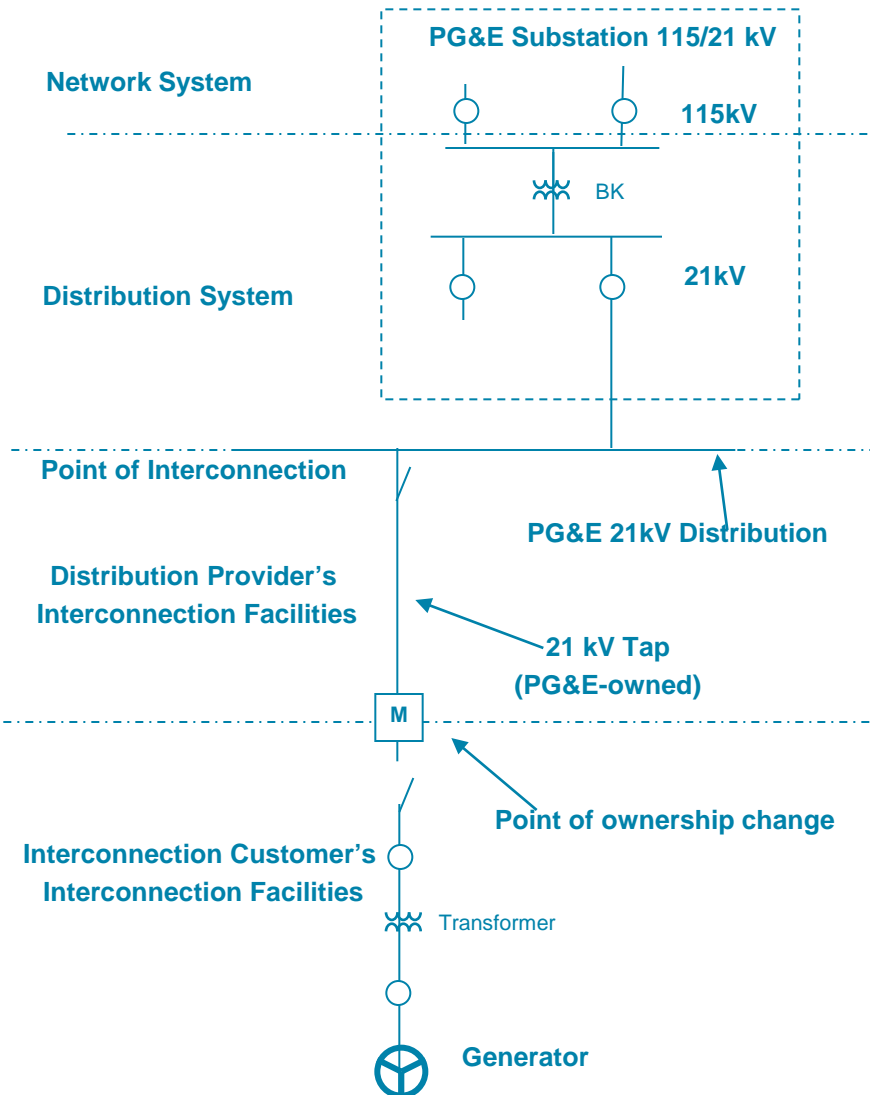 PG&E Substation 115/21 kV
Network System
115kV
BK
21kV
Distribution System
Point of Interconnection
PG&E 21kV Distribution
Distribution Provider's
Interconnection Facilities
21 kV Tap
(PG&E-owned)
M
Point of ownership change
Interconnection Customer's
Interconnection Facilities
Transformer
Generator